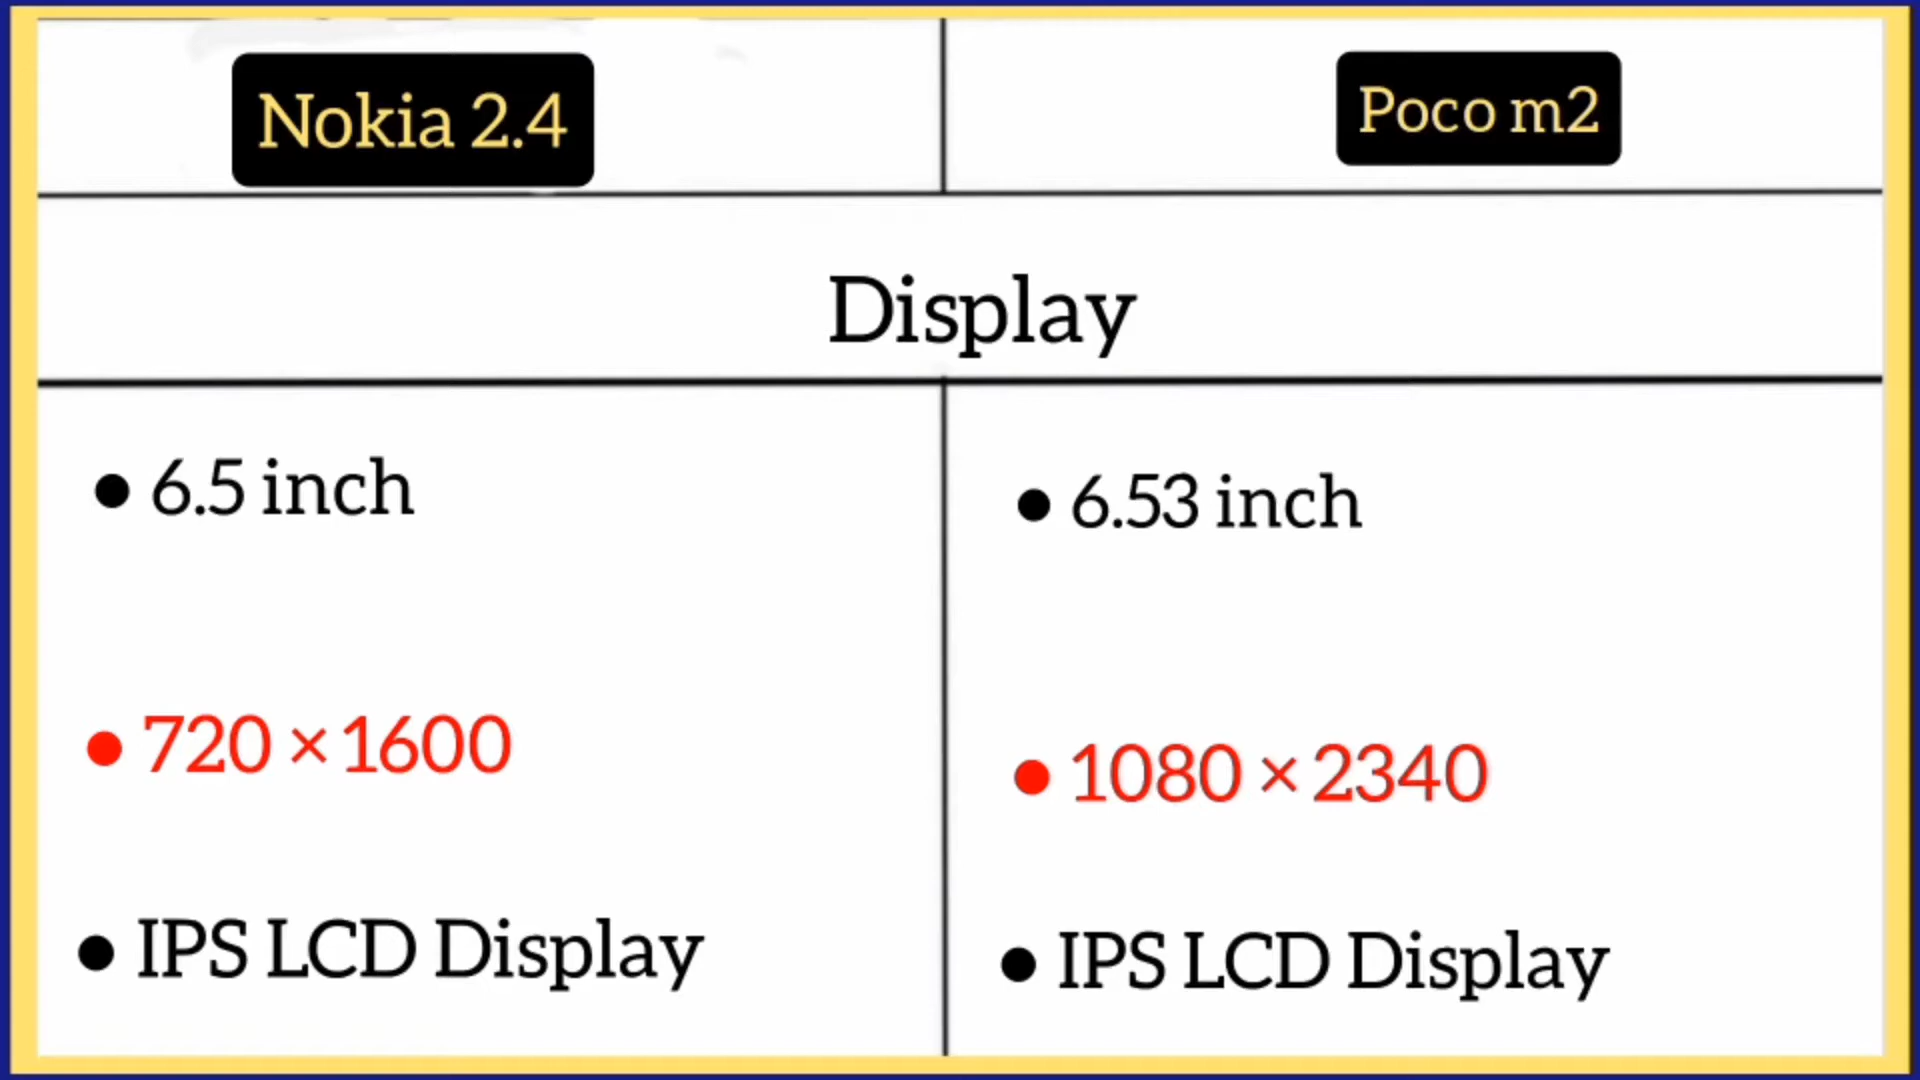 Nokia 2.4
Poco m2
Display
● 6.5 inch
● 6.53 inch
● 720 × 1600
● 1080 × 2340
● IPS LCD Display
● IPS LCD Display